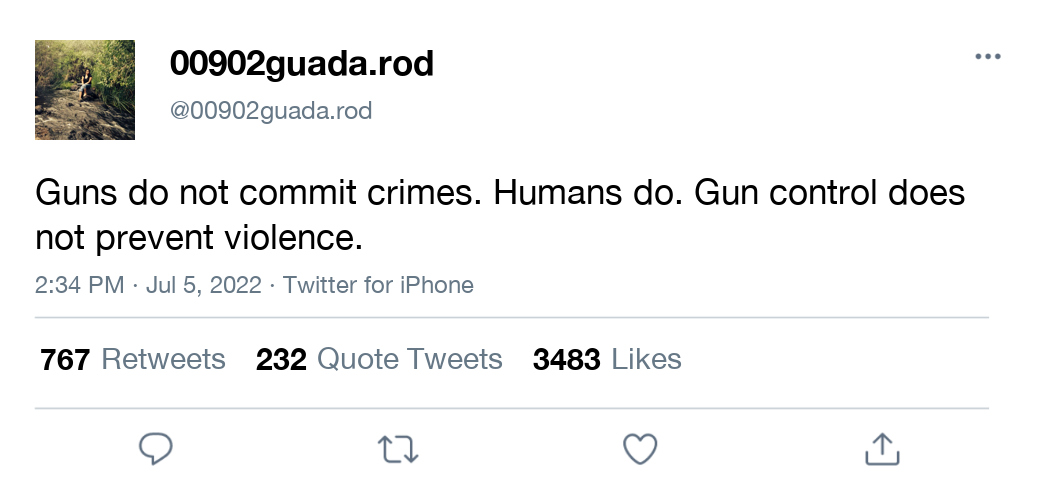 00902guada.rod
@00902guada.rod
Guns do not commit crimes. Humans do. Gun control does
not prevent violence.
2:34 PM · Jul 5, 2022 · Twitter for iPhone
767 Retweets 232 Quote Tweets 3483 Likes